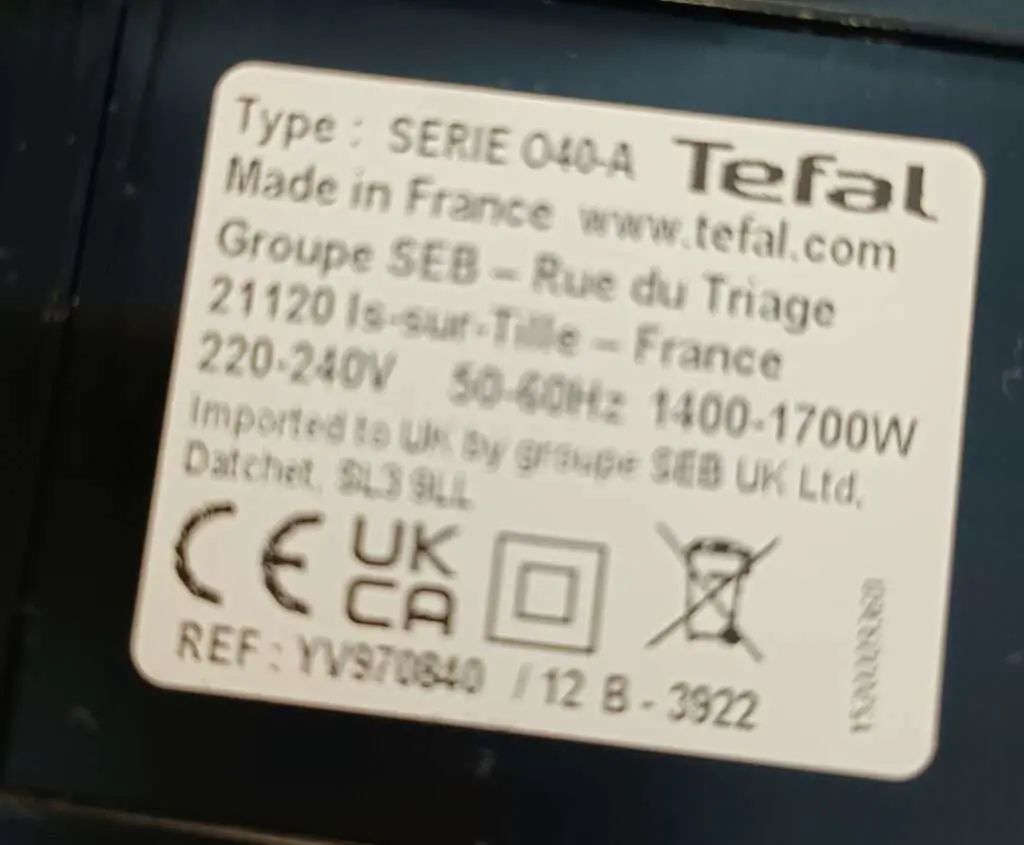 Type : SERIE O40-A Tefal
Made in France www.tefal.com
Groupe SEB – Rue du Triage
21120 Is-sur-Tille – France
220-240V 50-60Hz 1400-1700W
Imported to UK By groupe SEB UK Ltd.
Datchet, SL3 9LL
CE UK
CA
REF : YV970840 / 12 B - 3922